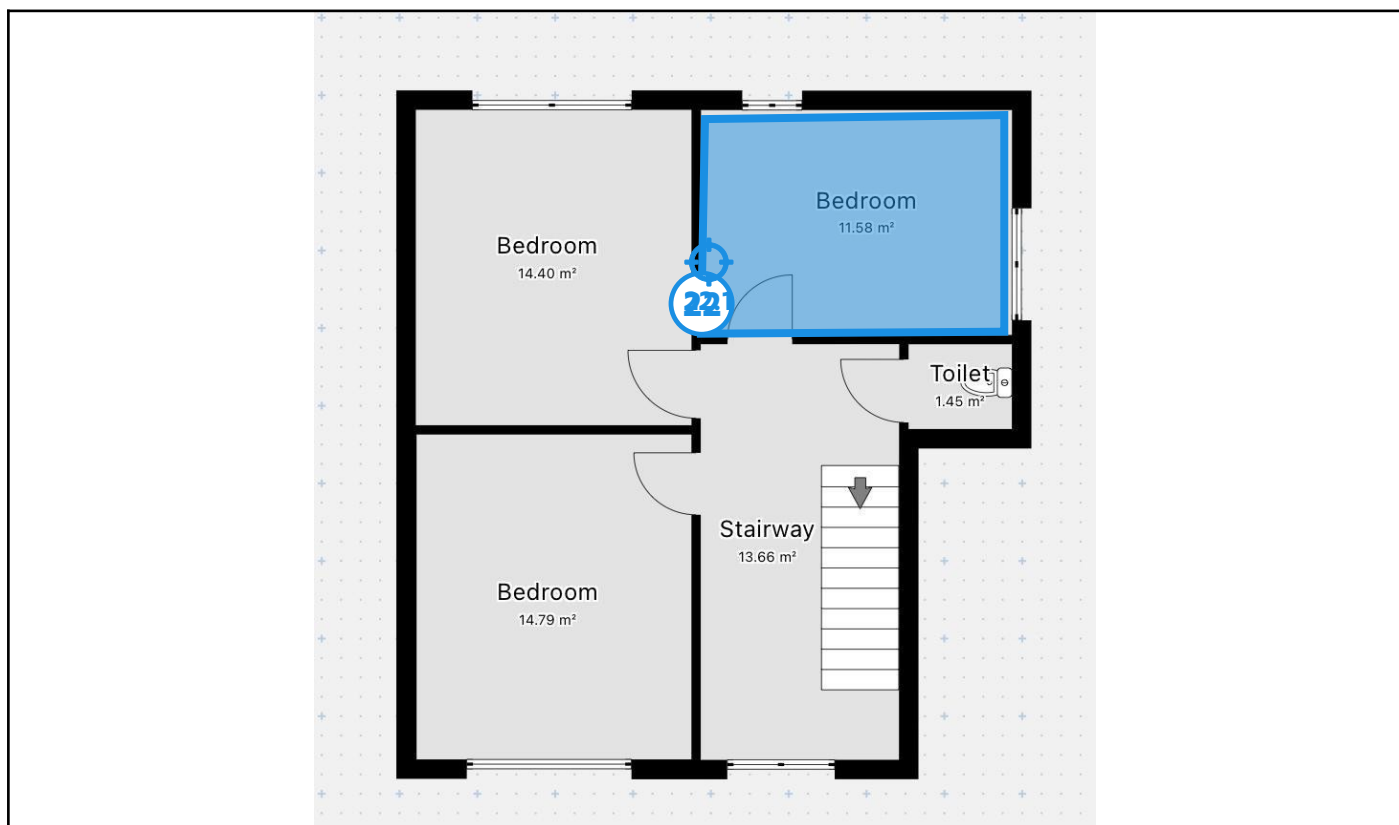 Bedroom
11.58 m²
Bedroom
14.40 m²
22
Toilet
1.45 m²
Stairway
13.66 m²
Bedroom
14.79 m²